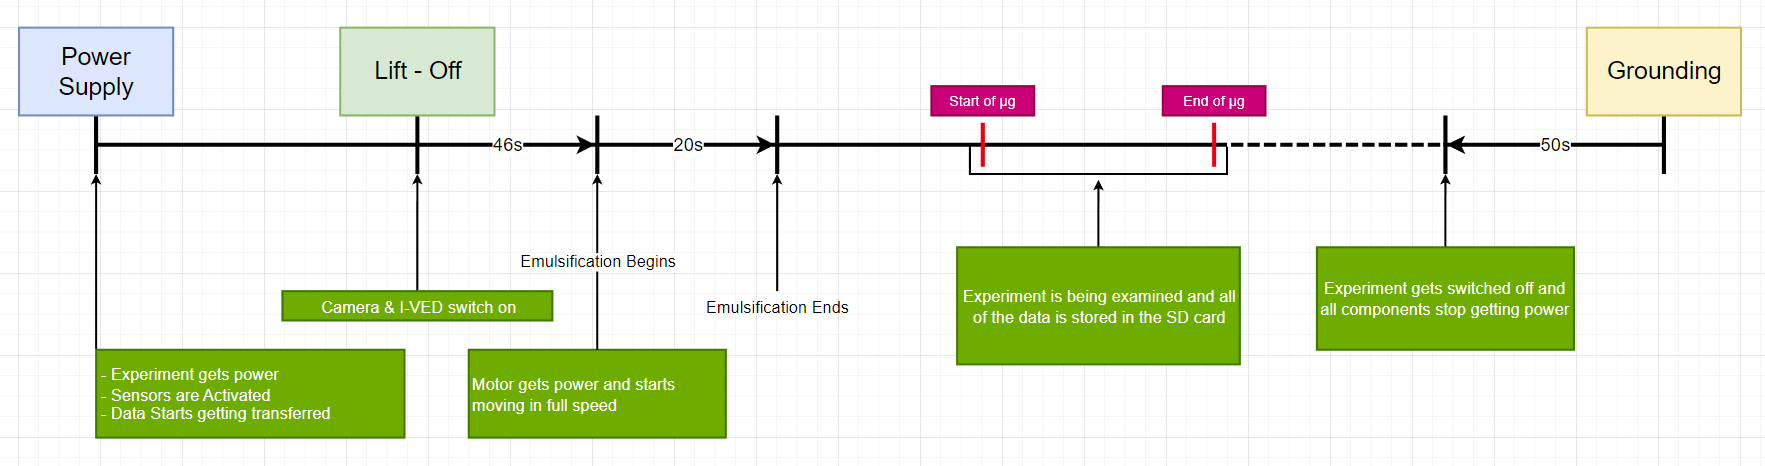 Power
Supply
Lift - Off
Grounding
Start of µg
End of µg
46s
20s
50s
Emulsification Begins
Emulsification Ends
Camera & I-VED switch on
Experiment is being examined and all
of the data is stored in the SD card
Experiment gets switched off and
all components stop getting power
- Experiment gets power
- Sensors are Activated
- Data Starts getting transferred
Motor gets power and starts
moving in full speed